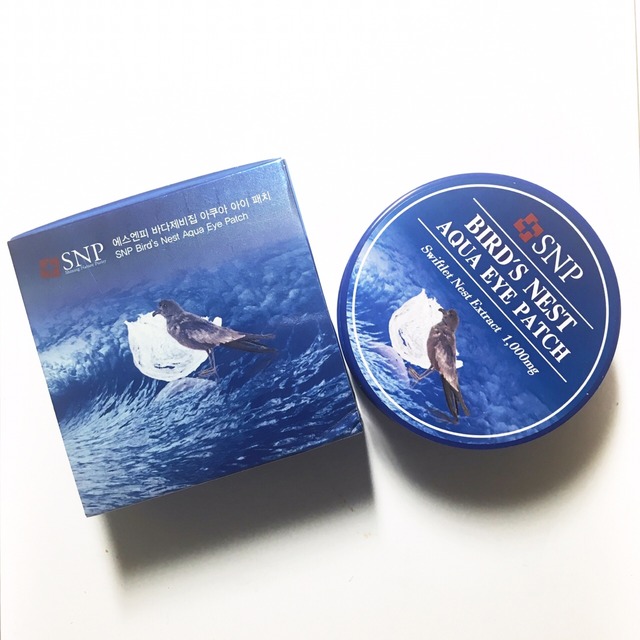 SNP
에스엔피 바다제비집 아쿠아 아이 패치
SNP Bird's Nest Aqua Eye Patch
SNP
BIRD'S NEST
AQUA EYE PATCH
Swiftlet Nest Extract 1,000mg